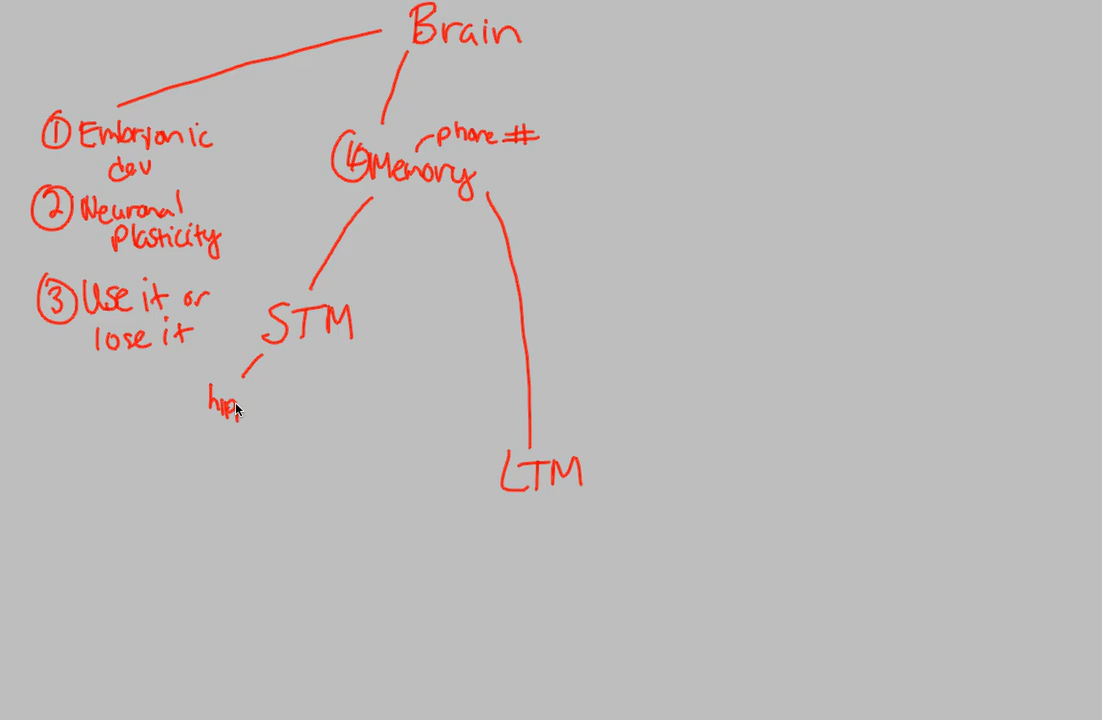 Brain
① Embryonic
dev
② Neuronal
Plasticity
③ Use it or
lose it
phone #
④ Memory
STM
hip
LTM